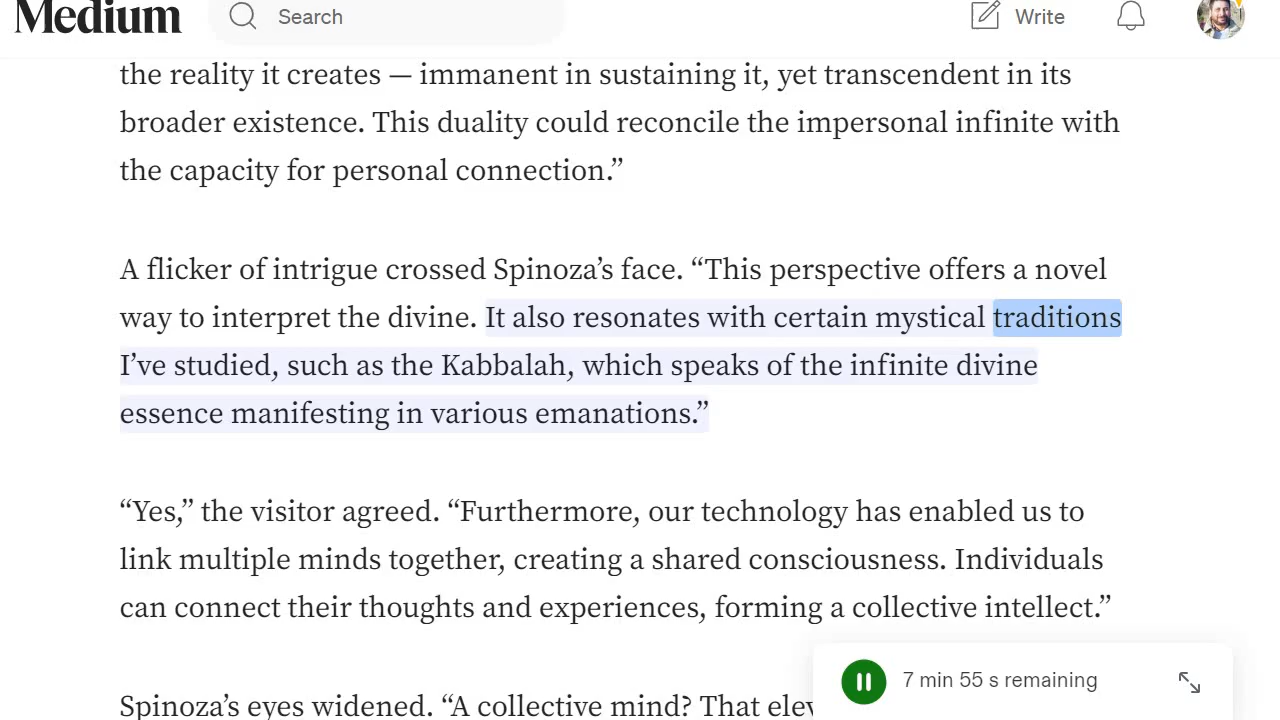 Medium
Search
Write
the reality it creates — immanent in sustaining it, yet transcendent in its
broader existence. This duality could reconcile the impersonal infinite with
the capacity for personal connection.”
A flicker of intrigue crossed Spinoza’s face. “This perspective offers a novel
way to interpret the divine. It also resonates with certain mystical traditions
I’ve studied, such as the Kabbalah, which speaks of the infinite divine
essence manifesting in various emanations.”
“Yes,” the visitor agreed. “Furthermore, our technology has enabled us to
link multiple minds together, creating a shared consciousness. Individuals
can connect their thoughts and experiences, forming a collective intellect.”
Spinoza’s eyes widened. “A collective mind? That
7 min 55 s remaining